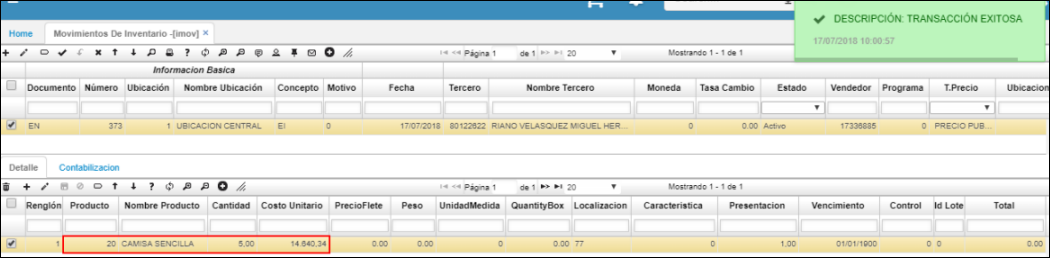 DESCRIPCIÓN: TRANSACCIÓN EXITOSA
17/07/2018 10:00:57
Home Movimientos De Inventario -[imov] ×
Página 1 de 1 20 Mostrando 1 - 1 de 1
Informacion Basica
Documento Número Ubicación Nombre Ubicación Concepto Motivo Fecha Tercero Nombre Tercero Moneda Tasa Cambio Estado Vendedor Programa T.Precio Ubicacion
EN 373 1 UBICACION CENTRAL EI 0 17/07/2018 80122622 RIANO VELASQUEZ MIGUEL HER... 0 0.00 Activo 17336885 0 PRECIO PUB...
Detalle Contabilizacion
Página 1 de 1 20 Mostrando 1 - 1 de 1
Renglón Producto Nombre Producto Cantidad Costo Unitario PrecioFlete Peso UnidadMedida QuantityBox Localizacion Caracteristica Presentacion Vencimiento Control Id Lote Total
1 20 CAMISA SENCILLA 5,00 14.640,34 0.00 0.00 0 0.00 77 0 1,00 01/01/1900 0 0 0.00